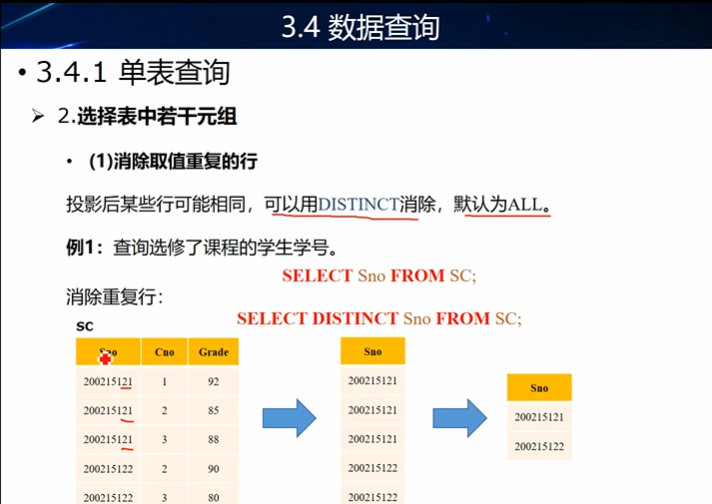 3.4 数据查询
• 3.4.1 单表查询
➢ 2.选择表中若干元组
• (1)消除取值重复的行
投影后某些行可能相同，可以用DISTINCT消除，默认为ALL。
例1：查询选修了课程的学生学号。
SELECT Sno FROM SC;
消除重复行：
SELECT DISTINCT Sno FROM SC;
SC
Sno Cno Grade
200215121 1 92
200215121 2 85
200215121 3 88
200215122 2 90
200215122 3 80
Sno
200215121
200215121
200215121
200215122
200215122
Sno
200215121
200215122